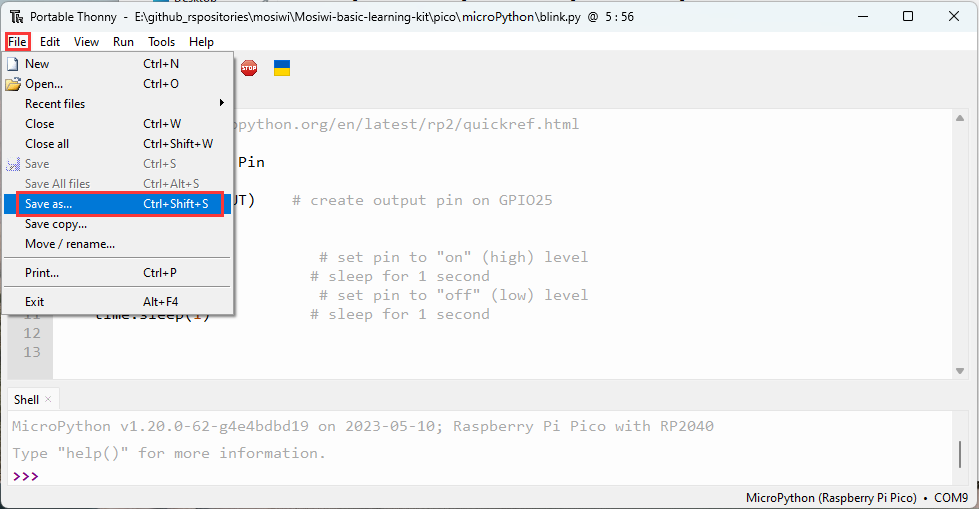 Portable Thonny - E:\github_rspositories\mosiwi\Mosiwi-basic-learning-kit\pico\microPython\blink.py @ 5 : 56
File Edit View Run Tools Help
New Ctrl+N
STOP
Open... Ctrl+O
Recent files
Close Ctrl+W
opython.org/en/latest/rp2/quickref.html
Close all Ctrl+Shift+W
Save Ctrl+S
Pin
Save All files Ctrl+Alt+S
Save as... Ctrl+Shift+S
UT) # create output pin on GPIO25
Save copy...
Move / rename...
# set pin to "on" (high) level
Print... Ctrl+P
# sleep for 1 second
# set pin to "off" (low) level
Exit Alt+F4
11 time.sleep(1) # sleep for 1 second
12
13
Shell ×
MicroPython v1.20.0-62-g4e4bdbd19 on 2023-05-10; Raspberry Pi Pico with RP2040
Type "help()" for more information.
>>>
MicroPython (Raspberry Pi Pico) • COM9